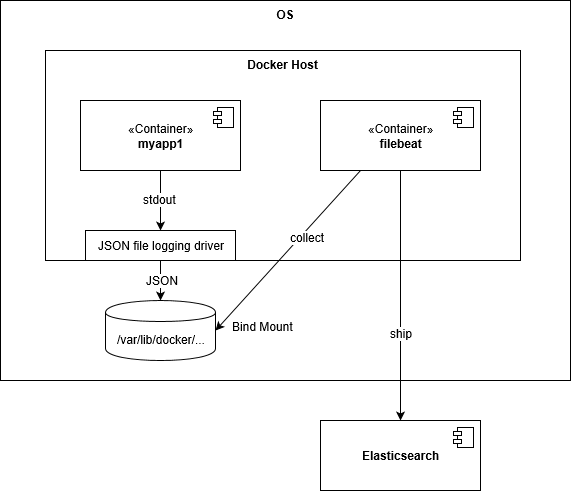 OS
Docker Host
«Container»
myapp1
«Container»
filebeat
stdout
JSON file logging driver
collect
JSON
/var/lib/docker/...
Bind Mount
ship
Elasticsearch